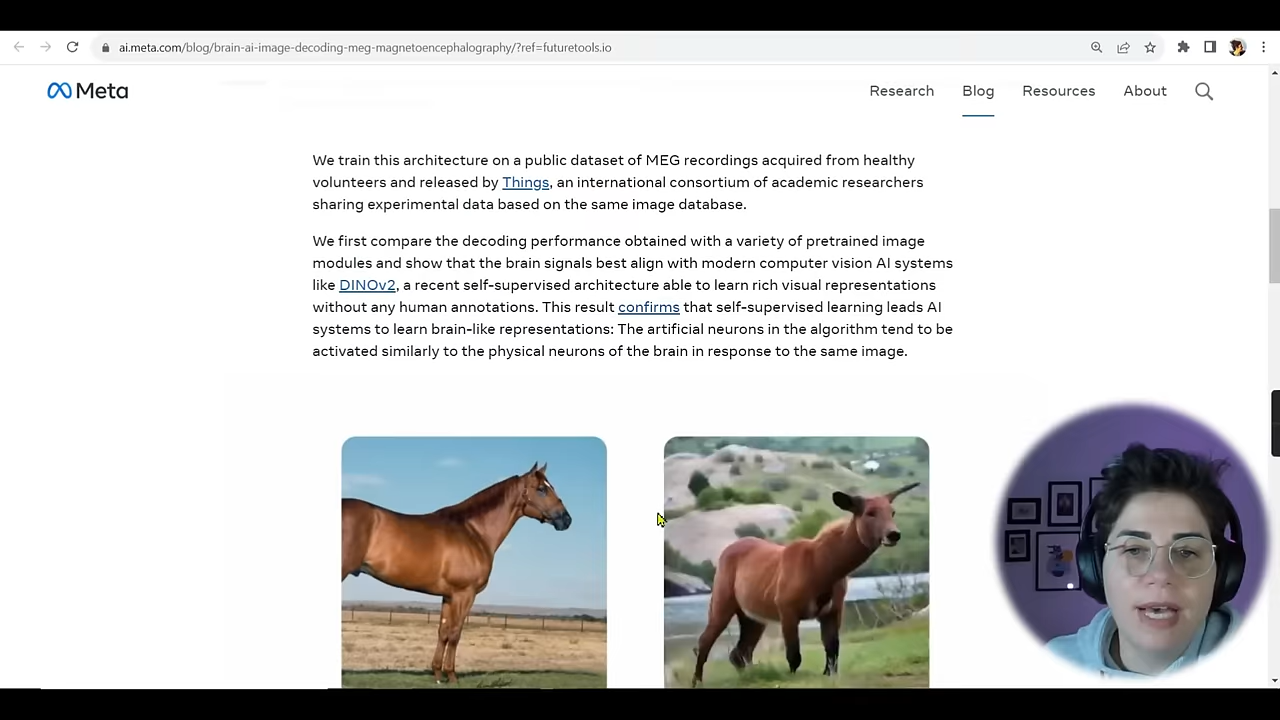 ai.meta.com/blog/brain-ai-image-decoding-meg-magnetoencephalography/?ref=futuretools.io
Meta
Research Blog Resources About
We train this architecture on a public dataset of MEG recordings acquired from healthy
volunteers and released by Things, an international consortium of academic researchers
sharing experimental data based on the same image database.
We first compare the decoding performance obtained with a variety of pretrained image
modules and show that the brain signals best align with modern computer vision AI systems
like DINOv2, a recent self-supervised architecture able to learn rich visual representations
without any human annotations. This result confirms that self-supervised learning leads AI
systems to learn brain-like representations: The artificial neurons in the algorithm tend to be
activated similarly to the physical neurons of the brain in response to the same image.